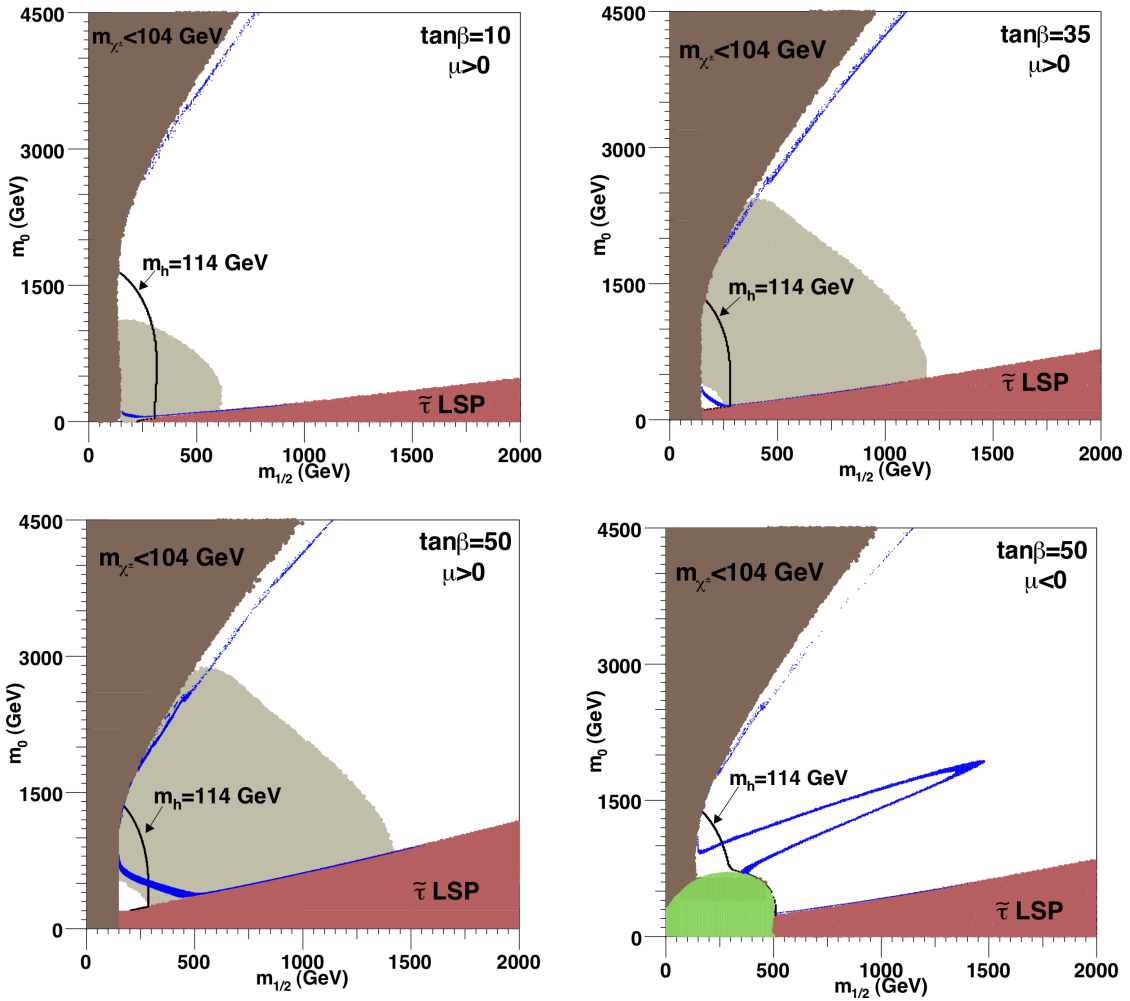 4500
m_χ± <104 GeV
tanβ=10
μ>0
3000
m₀ (GeV)
m_h=114 GeV
1500
τ̃ LSP
0
0 500 1000 1500 2000
m_1/2 (GeV)
4500
m_χ± <104 GeV
tanβ=35
μ>0
3000
m₀ (GeV)
m_h=114 GeV
1500
τ̃ LSP
0
0 500 1000 1500 2000
m_1/2 (GeV)
4500
m_χ± <104 GeV
tanβ=50
μ>0
3000
m₀ (GeV)
1500
m_h=114 GeV
τ̃ LSP
0
0 500 1000 1500 2000
m_1/2 (GeV)
4500
m_χ± <104 GeV
tanβ=50
μ<0
3000
m₀ (GeV)
m_h=114 GeV
1500
τ̃ LSP
0
0 500 1000 1500 2000
m_1/2 (GeV)